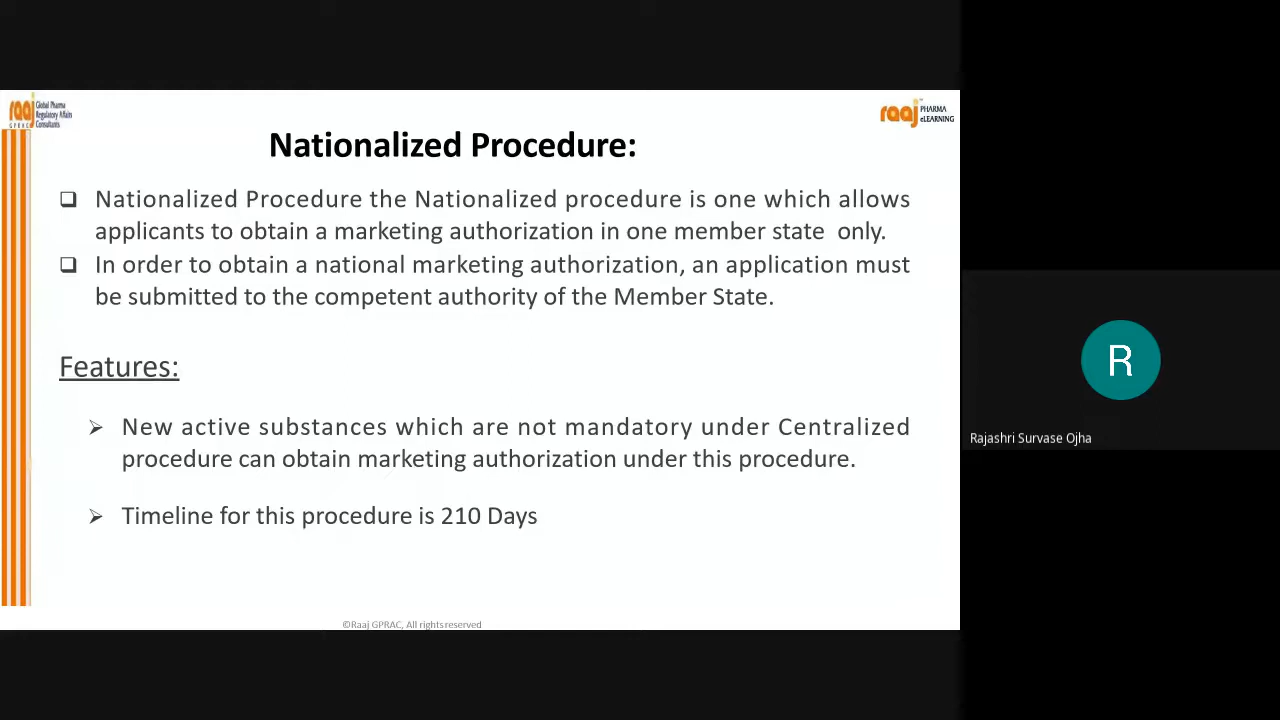 raaj
GPRAC
Global Pharma
Regulatory Affairs
Consultants
raaj
PHARMA
eLEARNING
Nationalized Procedure:
❑ Nationalized Procedure the Nationalized procedure is one which allows
applicants to obtain a marketing authorization in one member state only.
❑ In order to obtain a national marketing authorization, an application must
be submitted to the competent authority of the Member State.
Features:
➢ New active substances which are not mandatory under Centralized
procedure can obtain marketing authorization under this procedure.
➢ Timeline for this procedure is 210 Days
©Raaj GPRAC, All rights reserved
R
Rajashri Survase Ojha